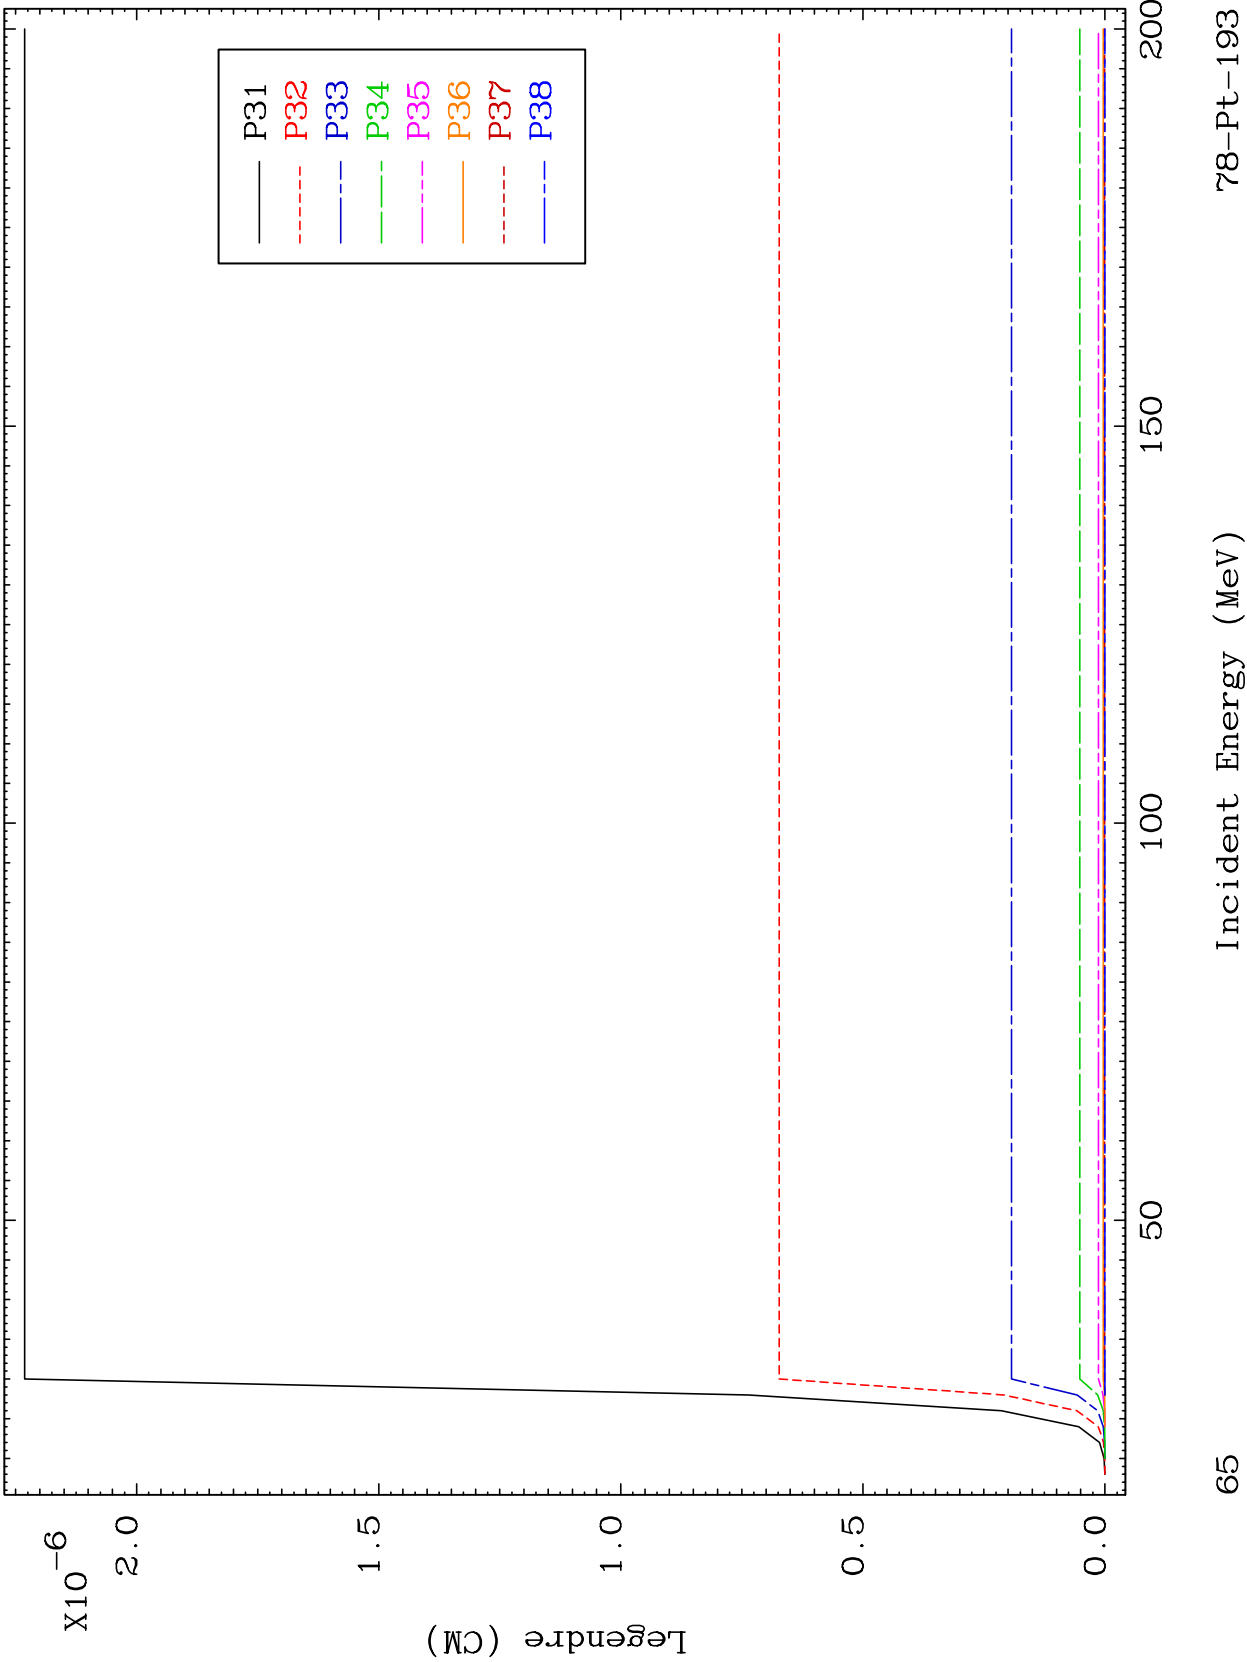 X10-6
2.0
1.5
1.0
0.5
0.0
Legendre (CM)
P31
P32
P33
P34
P35
P36
P37
P38
50
100
150
200
Incident Energy (MeV)
65
78-Pt-193